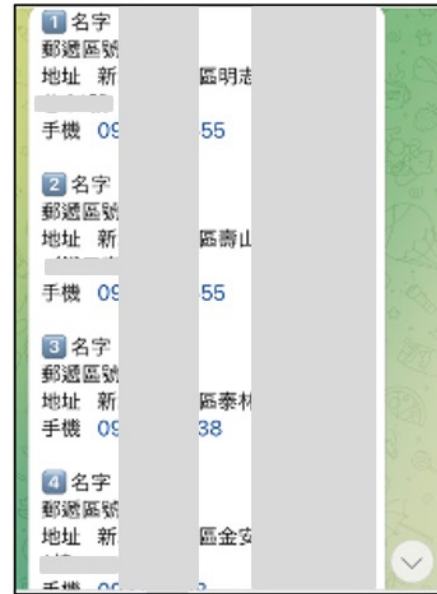 1 名字
郵遞區號
地址 新 區明志
手機 09 55
2 名字
郵遞區號
地址 新 區壽山
手機 09 55
3 名字
郵遞區號
地址 新 區泰林
手機 09 38
4 名字
郵遞區號
地址 新 區金安
手機